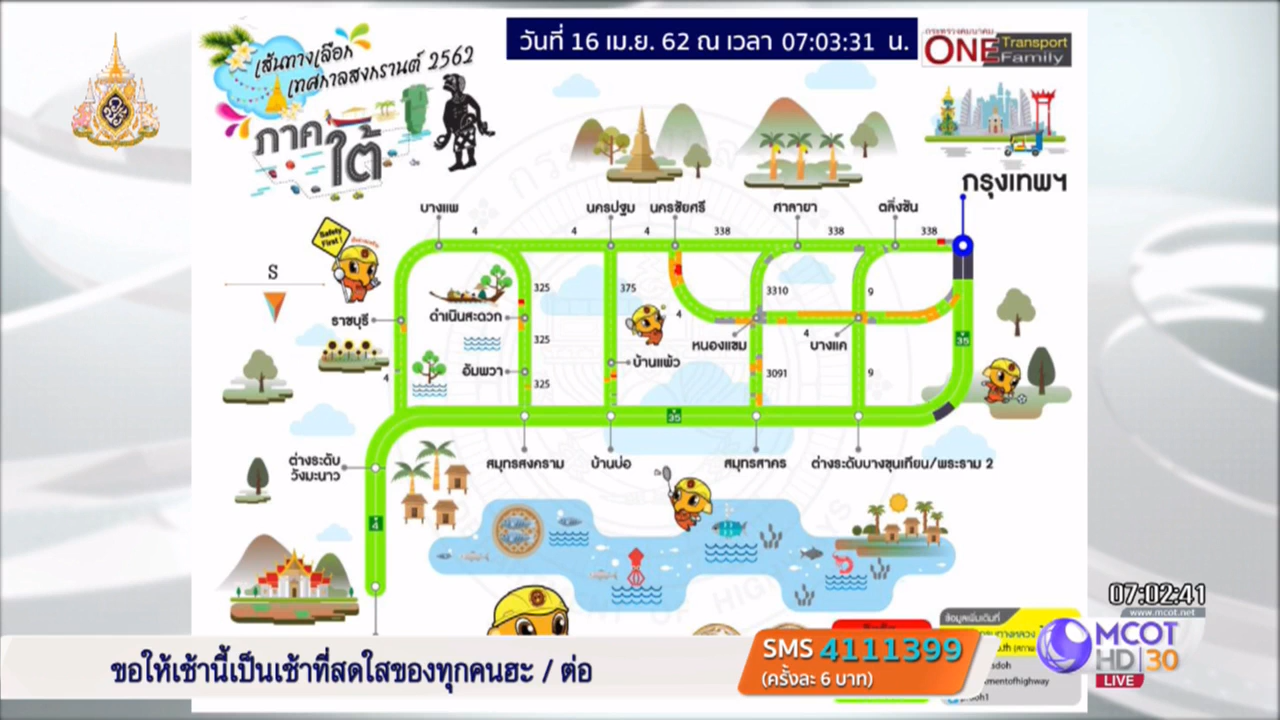 วันที่ 16 เม.ย. 62 ณ เวลา 07:03:31 น.
กระทรวงคมนาคม
ONE Transport Family
เส้นทางเลือก
เทศกาลสงกรานต์ 2562
ภาคใต้
กรุงเทพฯ
บางแพ
นครปฐม
นครชัยศรี
ศาลายา
ตลิ่งชัน
4
4
4
338
338
338
Safety First !
S
325
375
3310
9
ราชบุรี
ดำเนินสะดวก
4
325
หนองแขม
4
บางแค
35
บ้านแพ้ว
4
อัมพวา
325
3091
9
35
ต่างระดับ
วังมะนาว
สมุทรสงคราม
บ้านบ่อ
สมุทรสาคร
ต่างระดับบางขุนเทียน/พระราม 2
4
07:02:41
www.mcot.net
ข้อมูลเพิ่มเติมที่
MCOT
HD 30
LIVE
ขอให้เช้านี้เป็นเช้าที่สดใสของทุกคนฮะ / ต่อ
SMS 4111399
(ครั้งละ 6 บาท)